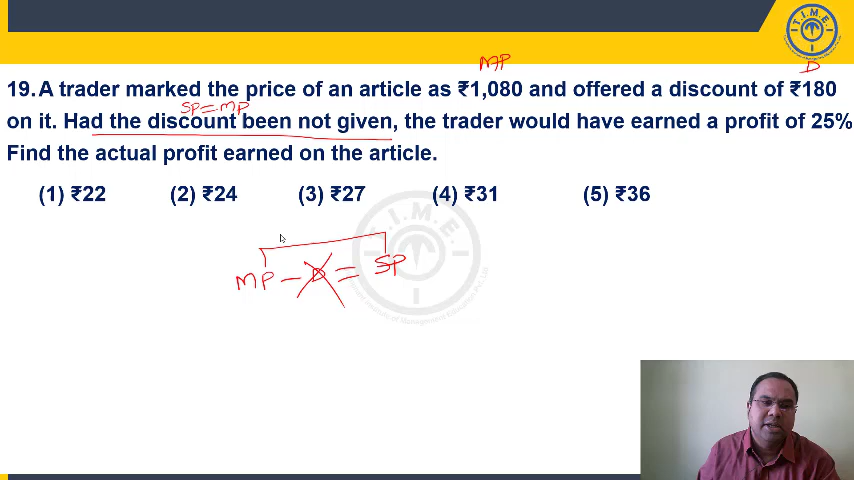 T.I.M.E.
MP
D
19. A trader marked the price of an article as ₹1,080 and offered a discount of ₹180
SP = MP
on it. Had the discount been not given, the trader would have earned a profit of 25%
Find the actual profit earned on the article.
(1) ₹22 (2) ₹24 (3) ₹27 (4) ₹31 (5) ₹36
T.I.M.E.
MP - D = SP